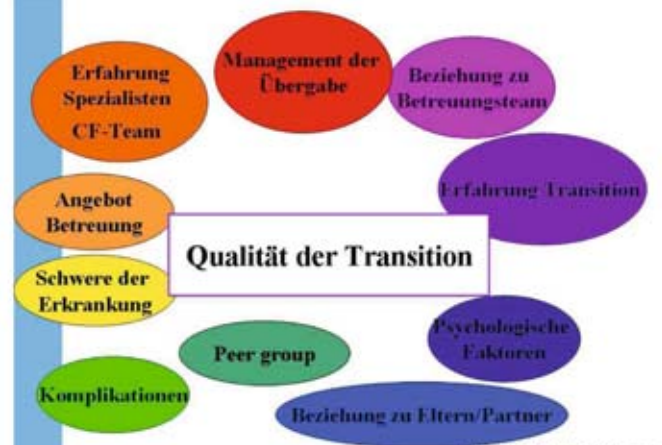 Erfahrung
Spezialisten
CF-Team
Management der
Übergabe
Beziehung zu
Betreuungsteam
Erfahrung Transition
Angebot
Betreuung
Qualität der Transition
Schwere der
Erkrankung
Psychologische
Faktoren
Peer group
Komplikationen
Beziehung zu Eltern/Partner